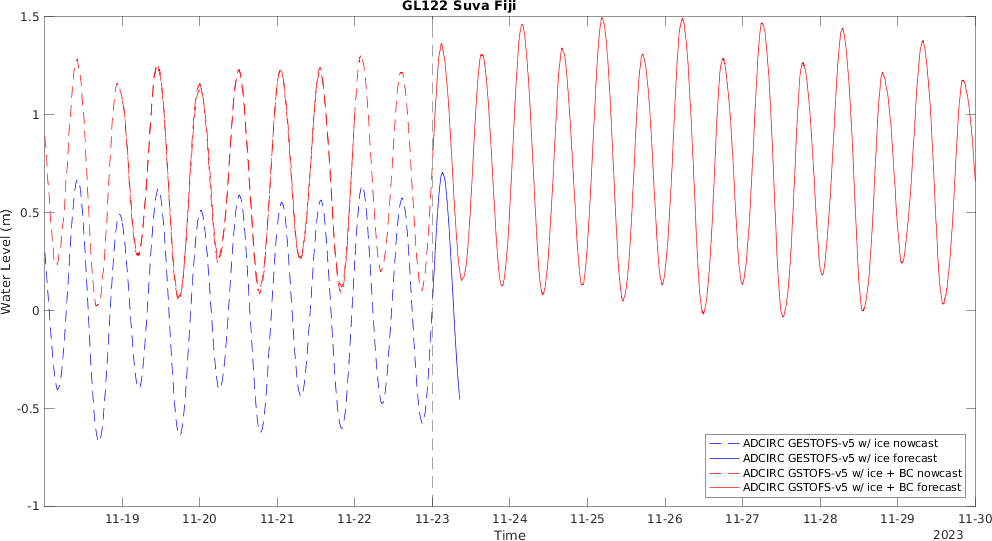 GL122 Suva Fiji
Water Level (m)
1.5
1
0.5
0
-0.5
-1
ADCIRC GESTOFS-v5 w/ ice nowcast
ADCIRC GESTOFS-v5 w/ ice forecast
ADCIRC GSTOFS-v5 w/ ice + BC nowcast
ADCIRC GSTOFS-v5 w/ ice + BC forecast
11-19 11-20 11-21 11-22 11-23 11-24 11-25 11-26 11-27 11-28 11-29 11-30
Time
2023